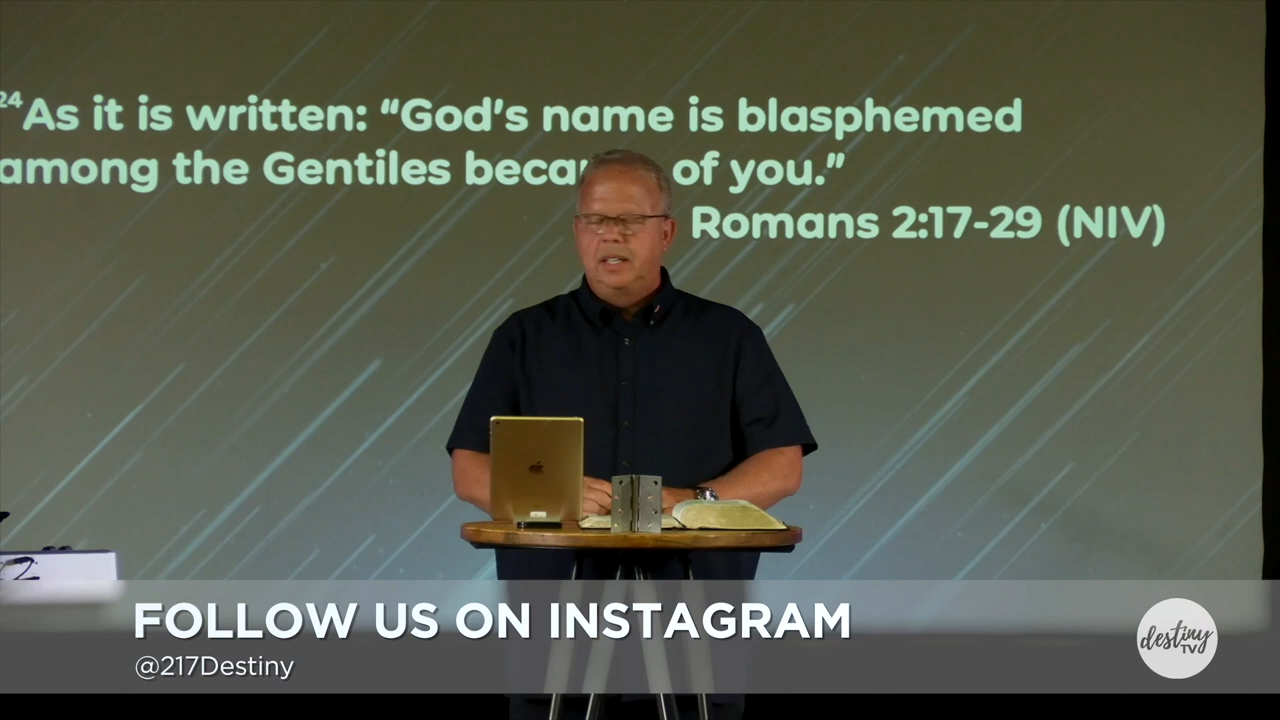 24As it is written: “God’s name is blasphemed
among the Gentiles of you.”
Romans 2:17-29 (NIV)
FOLLOW US ON INSTAGRAM
@217Destiny
destiny
TV